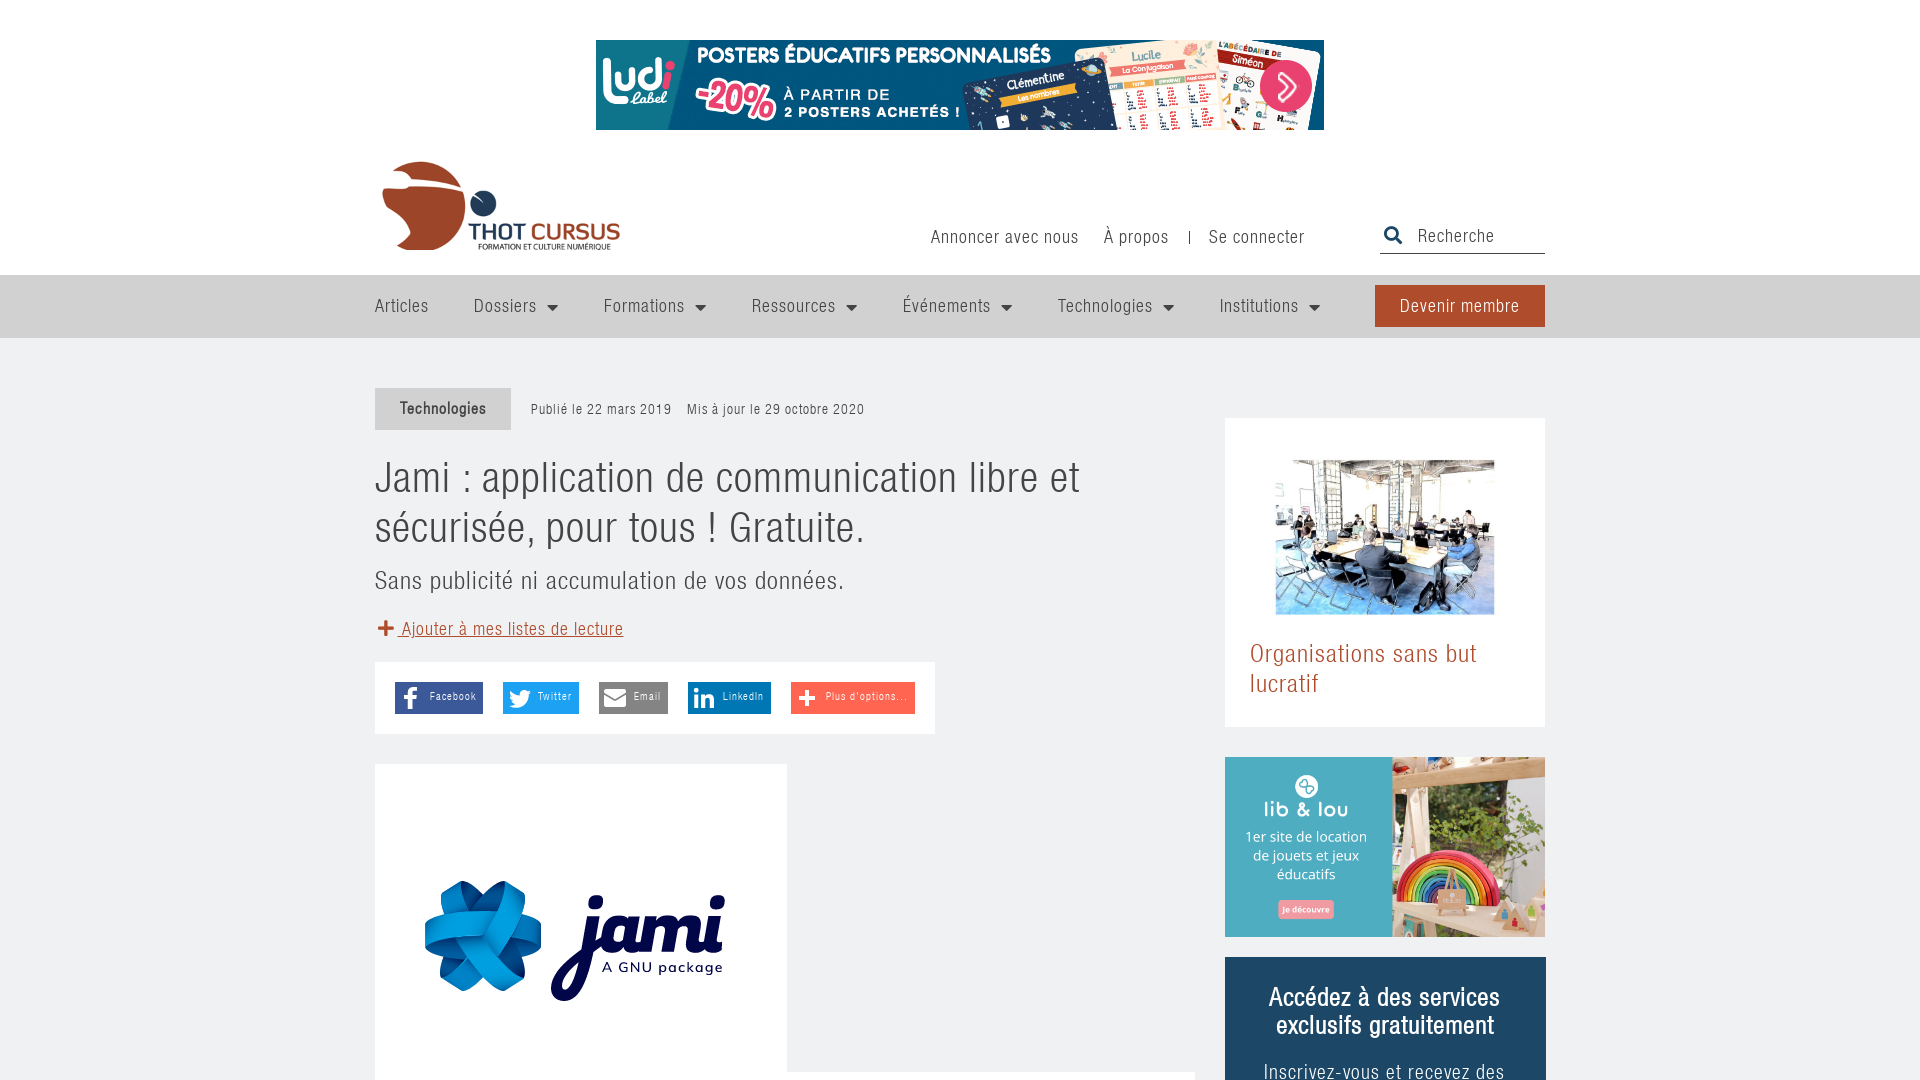 Ludi
label
POSTERS ÉDUCATIFS PERSONNALISÉS
-20% À PARTIR DE
2 POSTERS ACHETÉS !
Clémentine
Les nombres
Lucile
La Conjugaison
L'ABÉCÉDAIRE DE
Siméon
THOT CURSUS
FORMATION ET CULTURE NUMÉRIQUE
Annoncer avec nous
À propos
Se connecter
Recherche
Articles
Dossiers
Formations
Ressources
Événements
Technologies
Institutions
Devenir membre
Technologies
Publié le 22 mars 2019
Mis à jour le 29 octobre 2020
Jami : application de communication libre et
sécurisée, pour tous ! Gratuite.
Sans publicité ni accumulation de vos données.
Ajouter à mes listes de lecture
Facebook
Twitter
Email
LinkedIn
Plus d'options...
jami
A GNU package
Organisations sans but
lucratif
lib & lou
1er site de location
de jouets et jeux
éducatifs
Je découvre
Accédez à des services
exclusifs gratuitement
Inscrivez-vous et recevez des